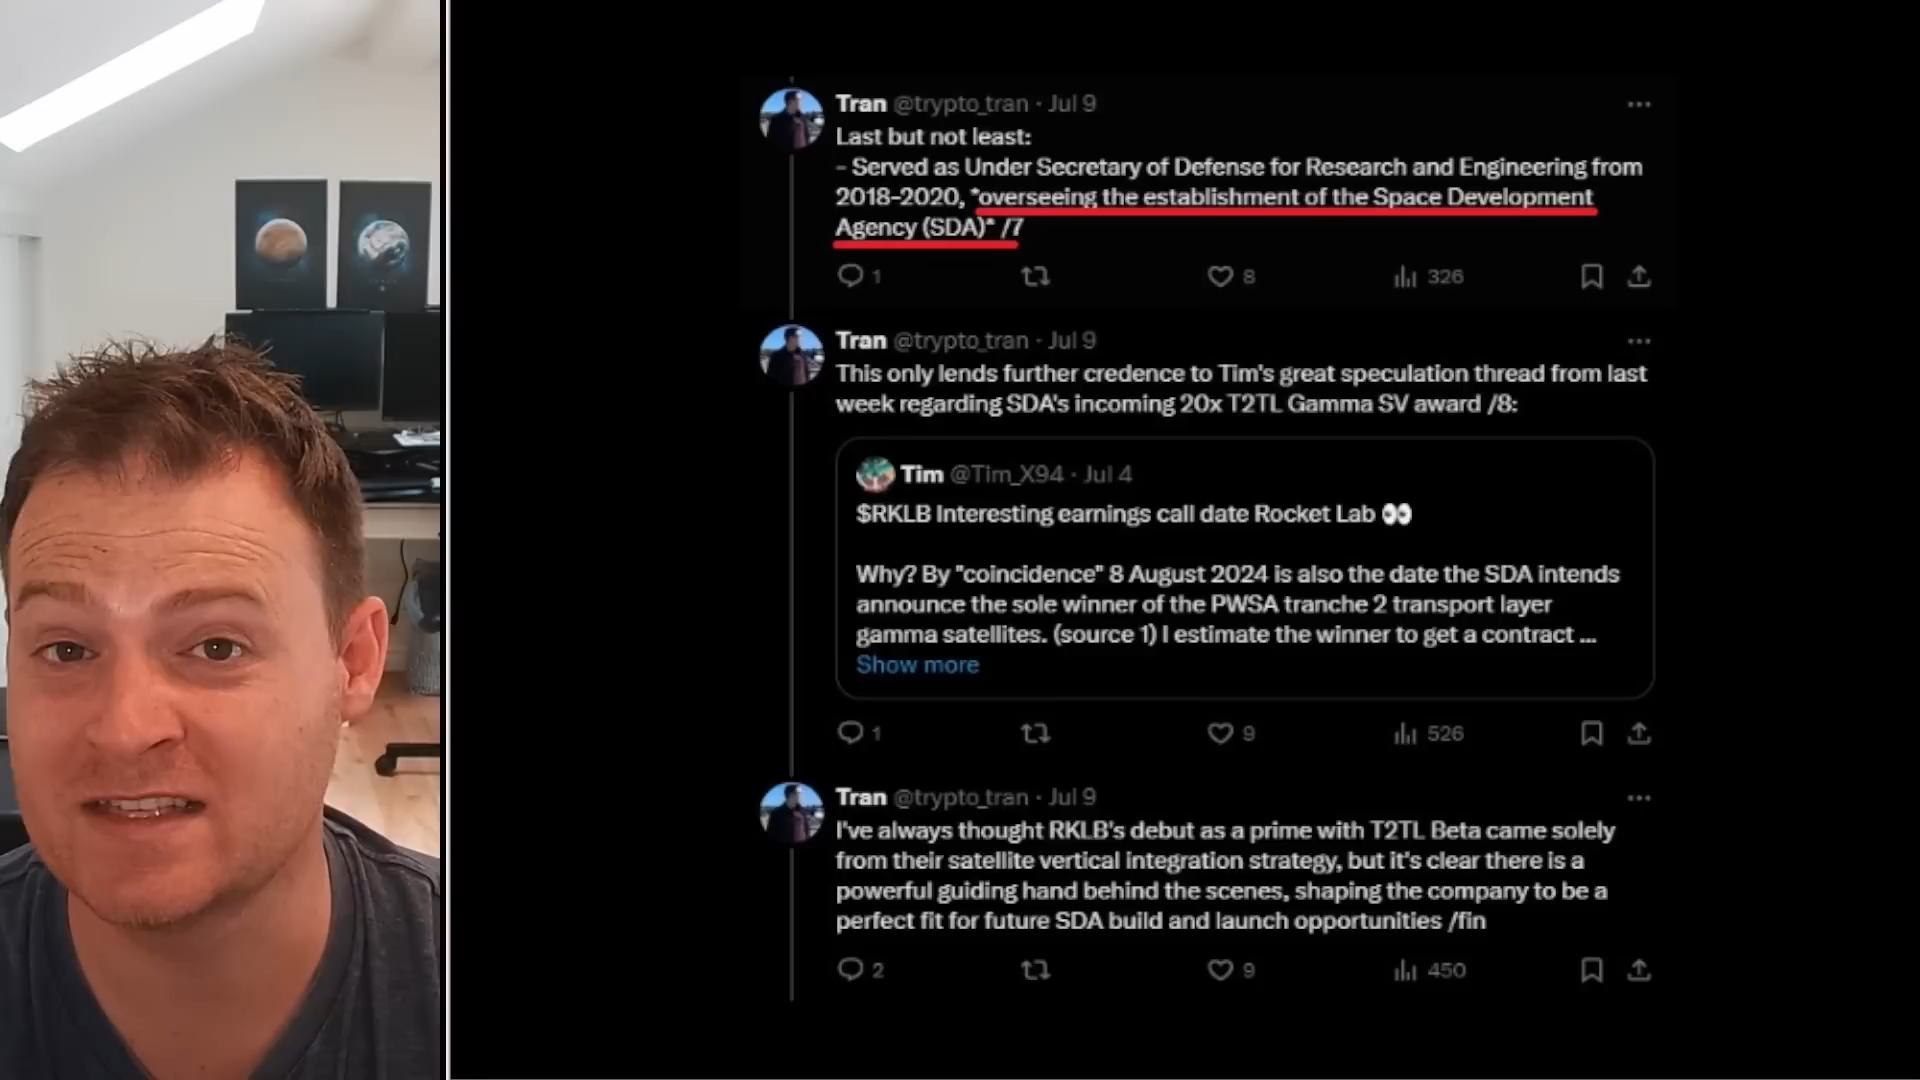 Tran @trypto_tran · Jul 9
Last but not least:
- Served as Under Secretary of Defense for Research and Engineering from
2018-2020, *overseeing the establishment of the Space Development
Agency (SDA)* /7
1 8 326
Tran @trypto_tran · Jul 9
This only lends further credence to Tim's great speculation thread from last
week regarding SDA's incoming 20x T2TL Gamma SV award /8:
Tim @Tim_X94 · Jul 4
$RKLB Interesting earnings call date Rocket Lab 👀
Why? By "coincidence" 8 August 2024 is also the date the SDA intends
announce the sole winner of the PWSA tranche 2 transport layer
gamma satellites. (source 1) I estimate the winner to get a contract ...
Show more
1 9 526
Tran @trypto_tran · Jul 9
I've always thought RKLB's debut as a prime with T2TL Beta came solely
from their satellite vertical integration strategy, but it's clear there is a
powerful guiding hand behind the scenes, shaping the company to be a
perfect fit for future SDA build and launch opportunities /fin
2 9 450